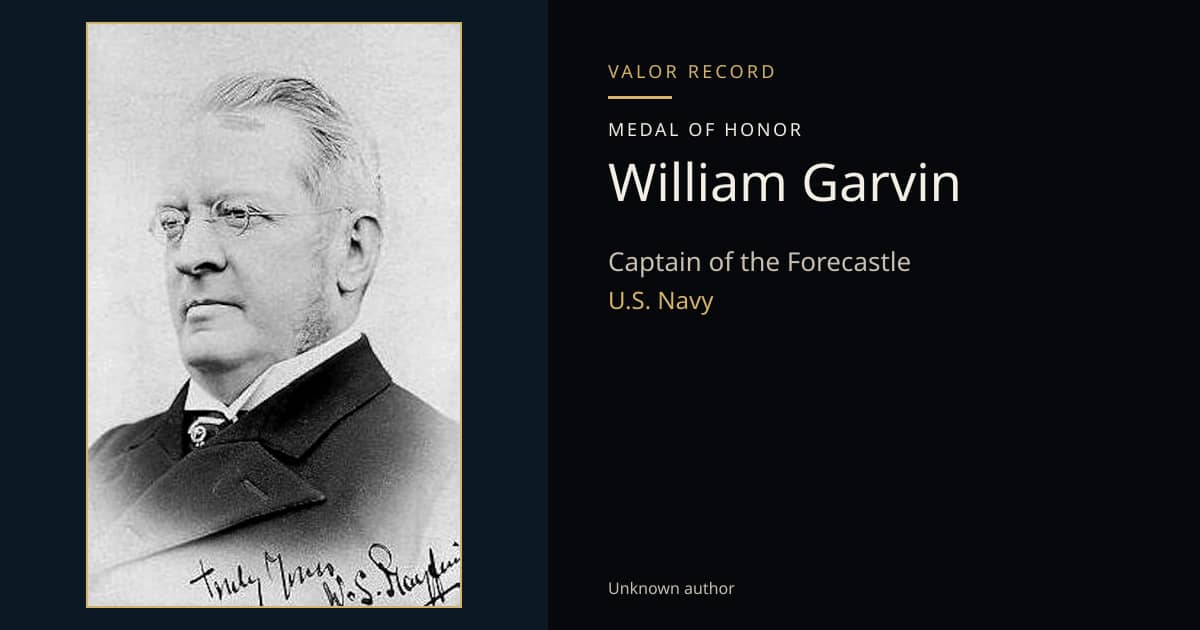 VALOR RECORD
MEDAL OF HONOR
William Garvin
Captain of the Forecastle
U.S. Navy
Truly Yours
W. S.
Unknown author